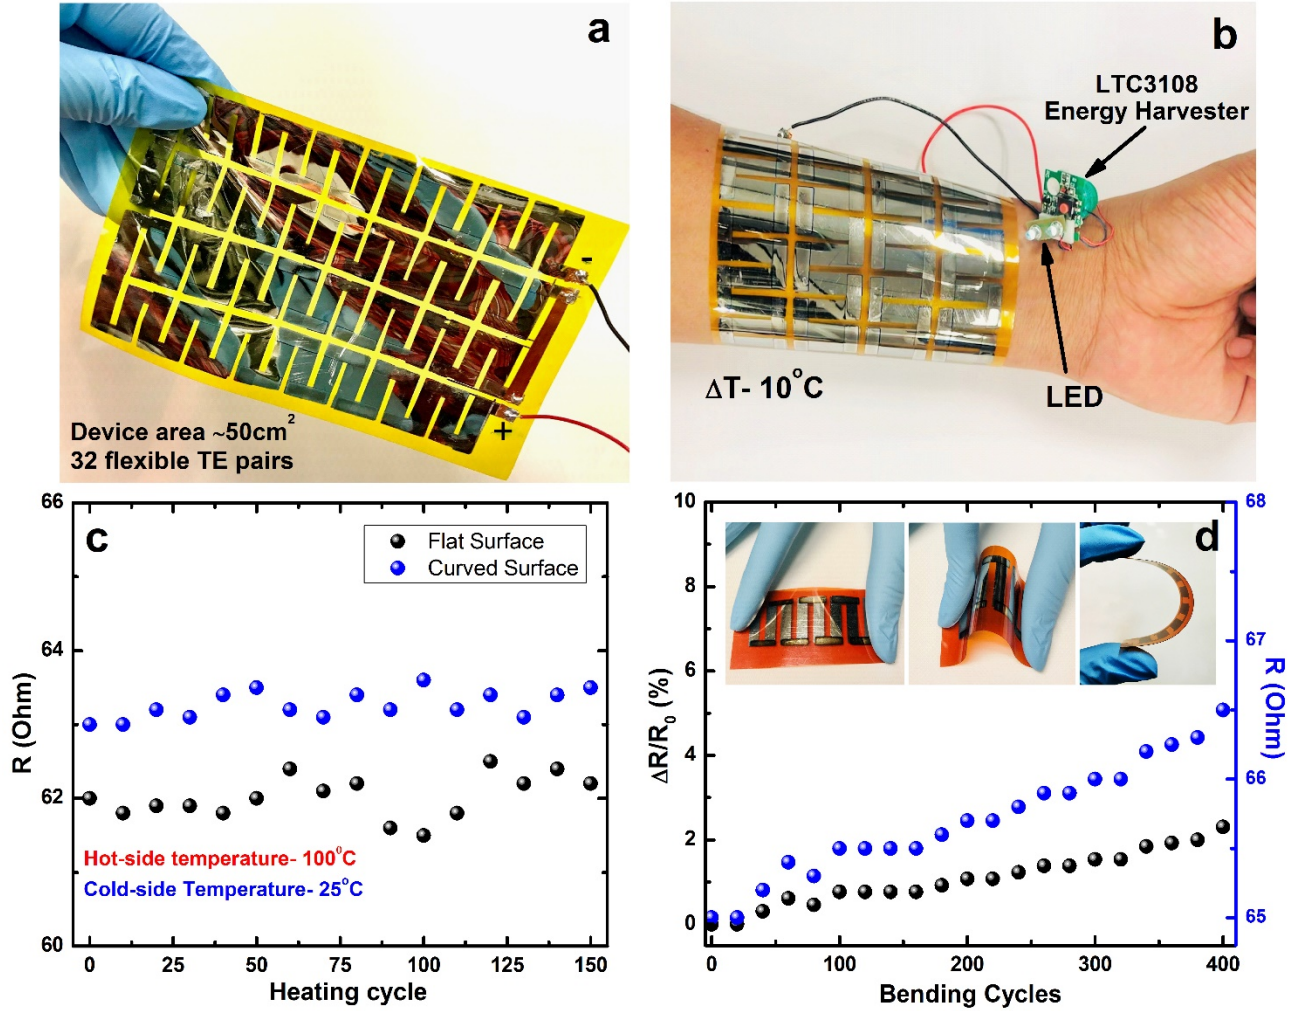 a
-
+
Device area ~50cm²
32 flexible TE pairs
b
LTC3108
Energy Harvester
LED
ΔT- 10°C
c
Flat Surface
Curved Surface
66
64
62
60
R (Ohm)
Hot-side temperature- 100°C
Cold-side Temperature- 25°C
0 25 50 75 100 125 150
Heating cycle
d
10
8
6
4
2
0
ΔR/R₀ (%)
68
67
66
65
R (Ohm)
0 100 200 300 400
Bending Cycles